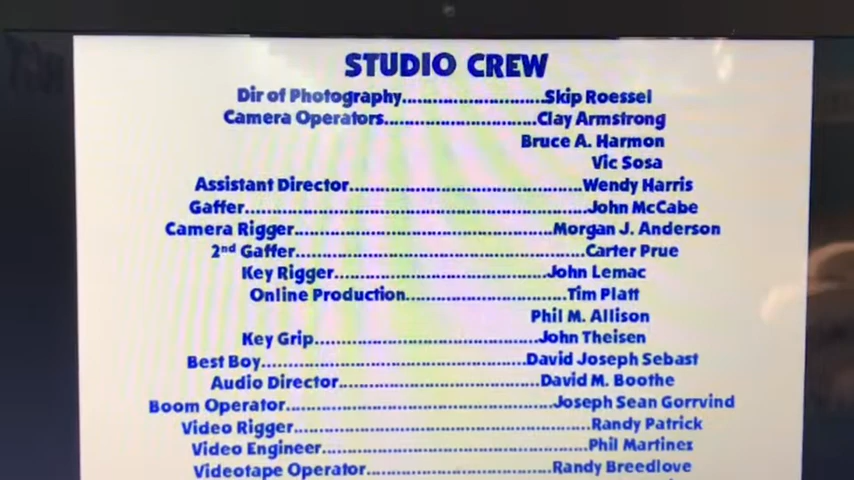 STUDIO CREW
Dir of Photography..........................Skip Roessel
Camera Operators............................Clay Armstrong
Bruce A. Harmon
Vic Sosa
Assistant Director..........................................Wendy Harris
Gaffer.............................................................John McCabe
Camera Rigger..............................................Morgan J. Anderson
2nd Gaffer....................................................Carter Prue
Key Rigger......................................John Lemac
Online Production.............................Tim Platt
Phil M. Allison
Key Grip........................................John Theisen
Best Boy................................................David Joseph Sebast
Audio Director....................................David M. Boothe
Boom Operator................................................Joseph Sean Gorrvind
Video Rigger.....................................................Randy Patrick
Video Engineer................................................Phil Martinez
Videotape Operator..................................Randy Breedlove